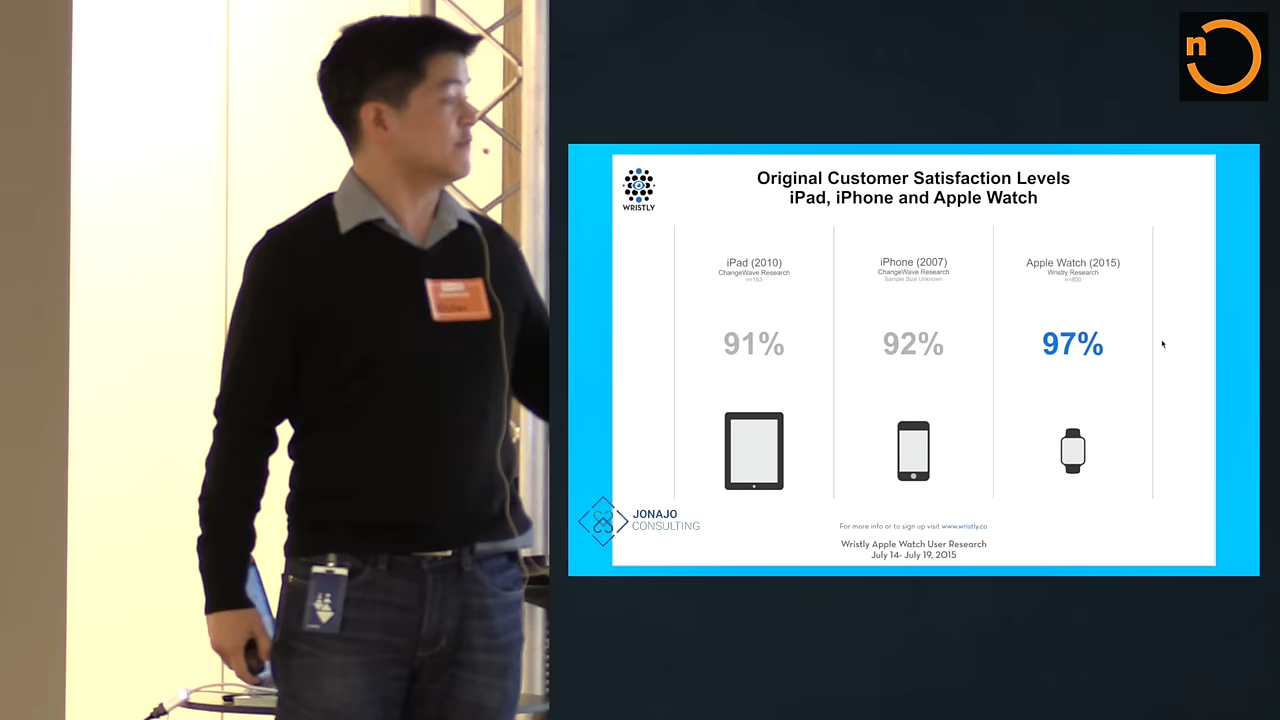 n
WRISTLY
Original Customer Satisfaction Levels
iPad, iPhone and Apple Watch
iPad (2010)
ChangeWave Research
n=153
91%
iPhone (2007)
ChangeWave Research
Sample Size Unknown
92%
Apple Watch (2015)
Wristly Research
n=800
97%
JONAJO
CONSULTING
For more info or to sign up visit www.wristly.co
Wristly Apple Watch User Research
July 14- July 19, 2015